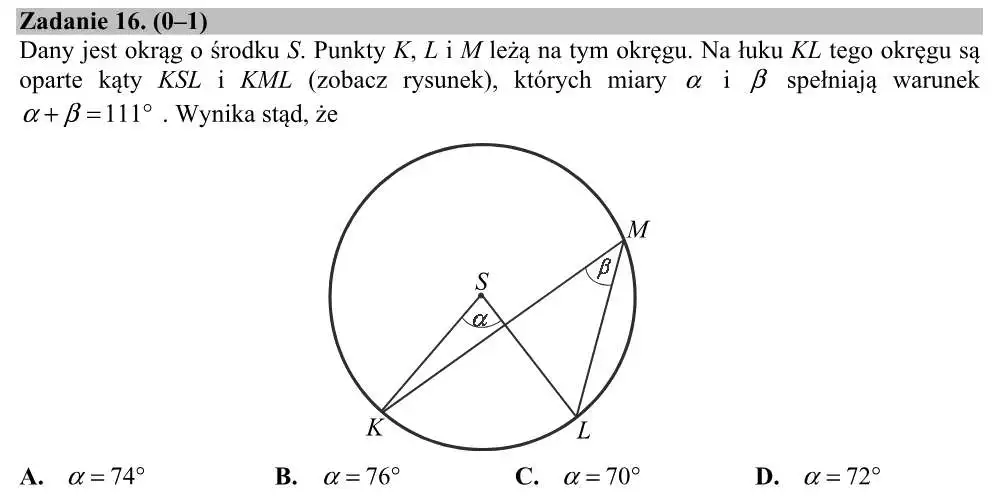 Zadanie 16. (0–1)
Dany jest okrąg o środku S. Punkty K, L i M leżą na tym okręgu. Na łuku KL tego okręgu są
oparte kąty KSL i KML (zobacz rysunek), których miary α i β spełniają warunek
α + β = 111° . Wynika stąd, że
M
β
S
α
K
L
A. α = 74° B. α = 76° C. α = 70° D. α = 72°